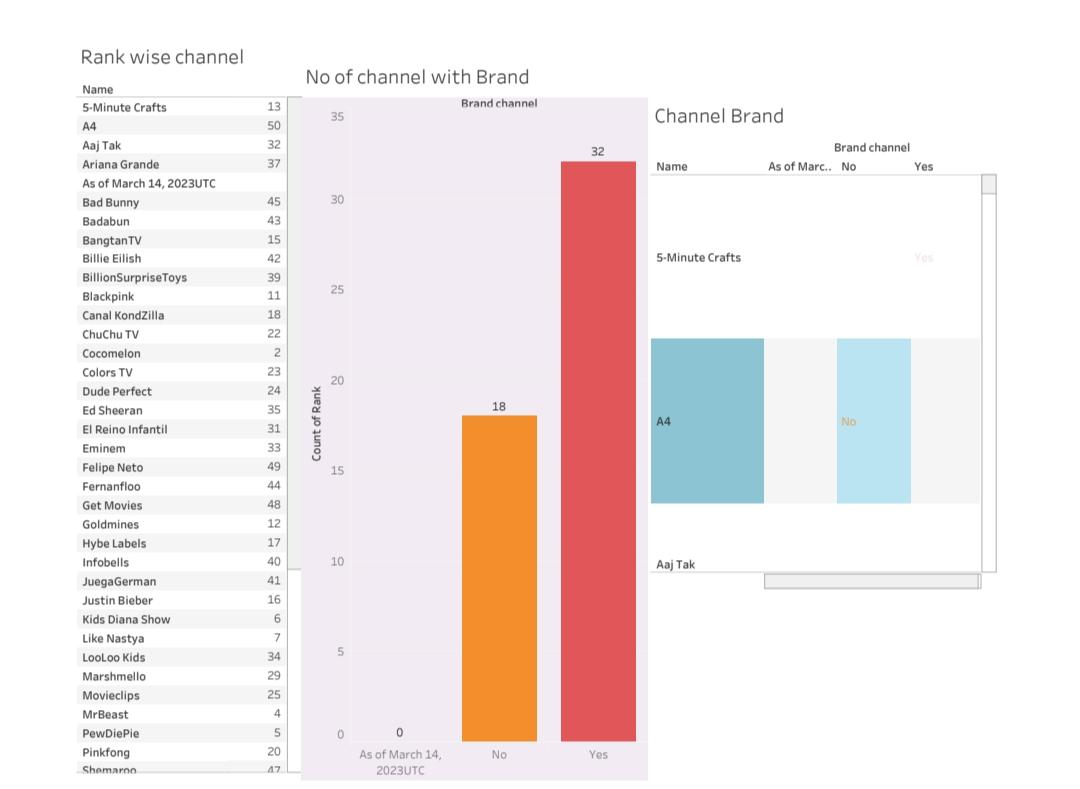 Rank wise channel
Name
5-Minute Crafts 13
A4 50
Aaj Tak 32
Ariana Grande 37
As of March 14, 2023UTC
Bad Bunny 45
Badabun 43
BangtanTV 15
Billie Eilish 42
BillionSurpriseToys 39
Blackpink 11
Canal KondZilla 18
ChuChu TV 22
Cocomelon 2
Colors TV 23
Dude Perfect 24
Ed Sheeran 35
El Reino Infantil 31
Eminem 33
Felipe Neto 49
Fernanfloo 44
Get Movies 48
Goldmines 12
Hybe Labels 17
Infobells 40
JuegaGerman 41
Justin Bieber 16
Kids Diana Show 6
Like Nastya 7
LooLoo Kids 34
Marshmello 29
Movieclips 25
MrBeast 4
PewDiePie 5
Pinkfong 20
Shemaroo 47
No of channel with Brand
Brand channel
35
30
25
20
15
10
5
0
Count of Rank
0
18
32
As of March 14,
2023UTC
No
Yes
Channel Brand
Brand channel
Name As of Marc.. No Yes
5-Minute Crafts Yes
A4 No
Aaj Tak